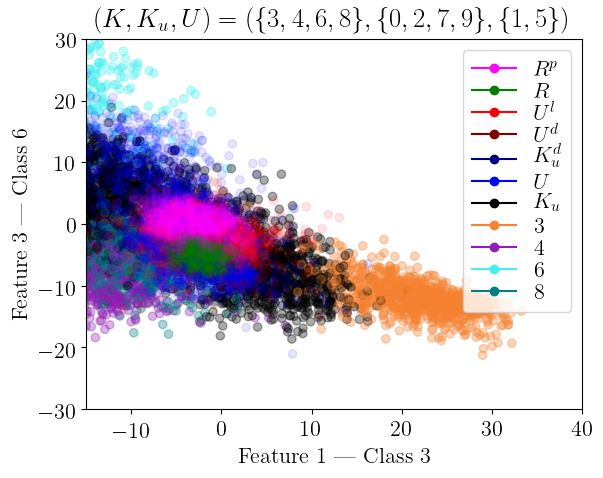 (K, K_u, U) = ({3, 4, 6, 8}, {0, 2, 7, 9}, {1, 5})
30
20
10
0
−10
−20
−30
Feature 3 — Class 6
−10
0
10
20
30
40
Feature 1 — Class 3
R^p
R
U^l
U^d
K_u^d
U
K_u
3
4
6
8